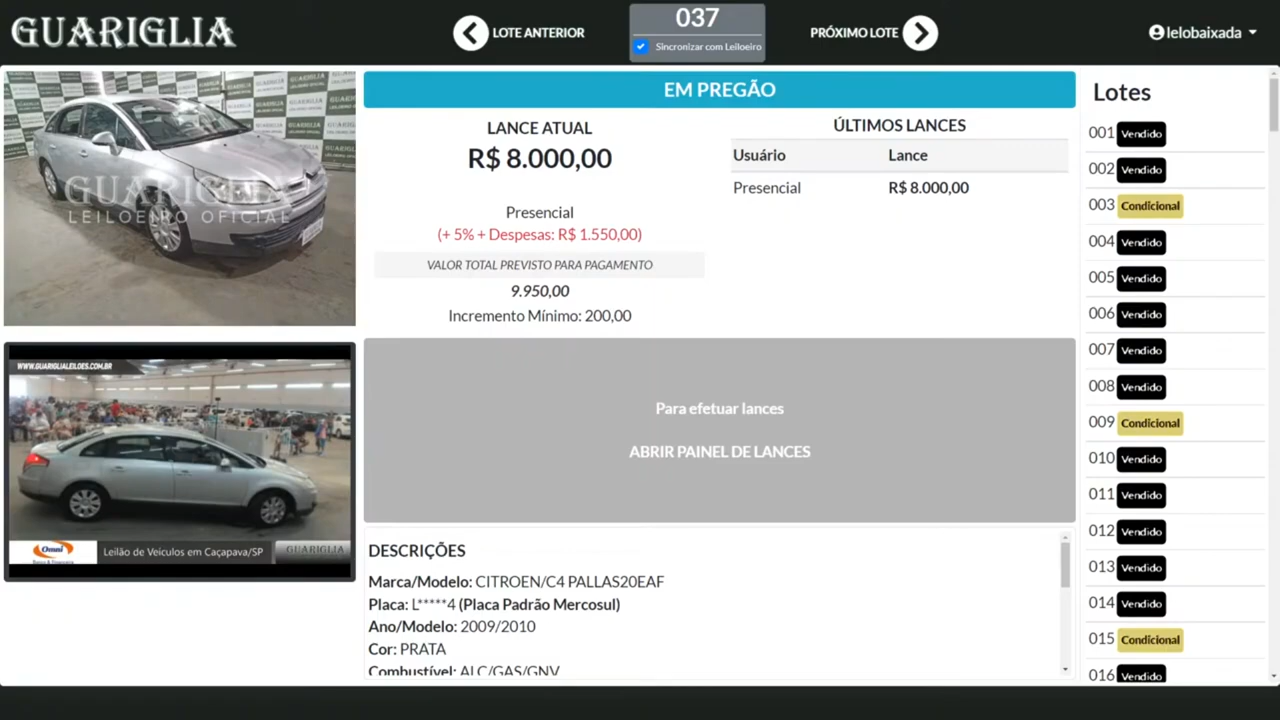 GUARIGLIA
LOTE ANTERIOR
037
Sincronizar com Leiloeiro
PRÓXIMO LOTE
lelobaixada
GUARIGLIA
LEILOEIRO OFICIAL
EM PREGÃO
LANCE ATUAL
R$ 8.000,00
Presencial
(+ 5% + Despesas: R$ 1.550,00)
VALOR TOTAL PREVISTO PARA PAGAMENTO
9.950,00
Incremento Mínimo: 200,00
ÚLTIMOS LANCES
Usuário Lance
Presencial R$ 8.000,00
WWW.GUARIGLIALEILOES.COM.BR
Omni
Leilão de Veiculos em Caçapava/SP
GUARIGLIA
Para efetuar lances
ABRIR PAINEL DE LANCES
DESCRIÇÕES
Marca/Modelo: CITROEN/C4 PALLAS20EAF
Placa: L*****4 (Placa Padrão Mercosul)
Ano/Modelo: 2009/2010
Cor: PRATA
Combustível: ALC/GAS/GNV
Lotes
001 Vendido
002 Vendido
003 Condicional
004 Vendido
005 Vendido
006 Vendido
007 Vendido
008 Vendido
009 Condicional
010 Vendido
011 Vendido
012 Vendido
013 Vendido
014 Vendido
015 Condicional
016 Vendido